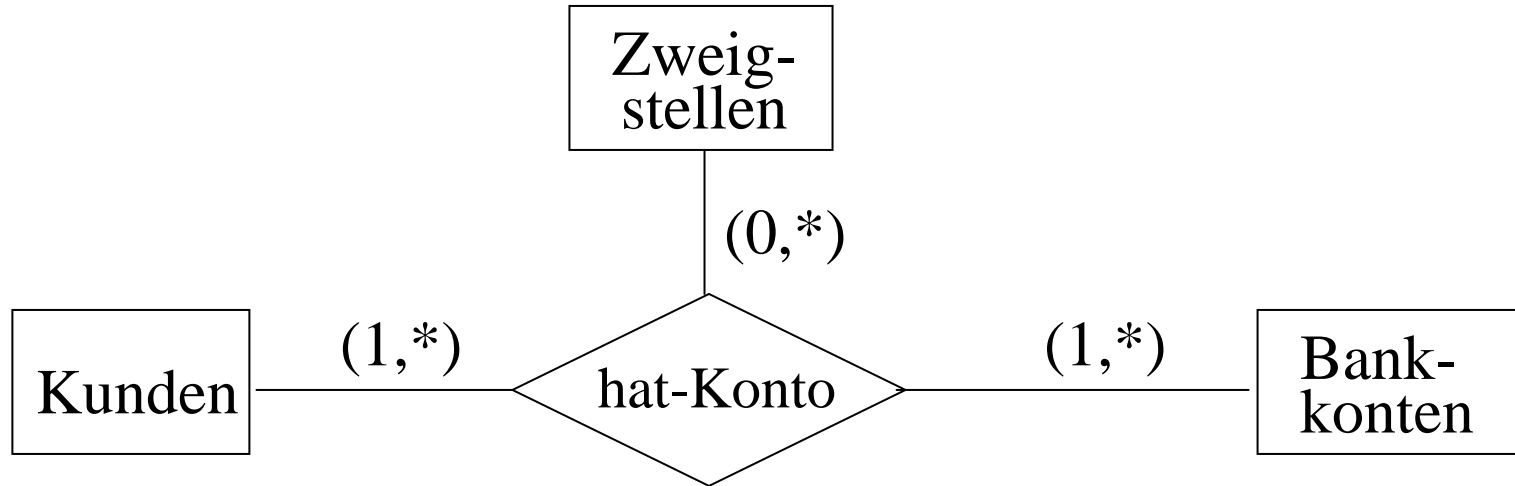 Zweig-
stellen
(0,*)
(1,*)
(1,*)
Kunden
hat-Konto
Bank-
konten